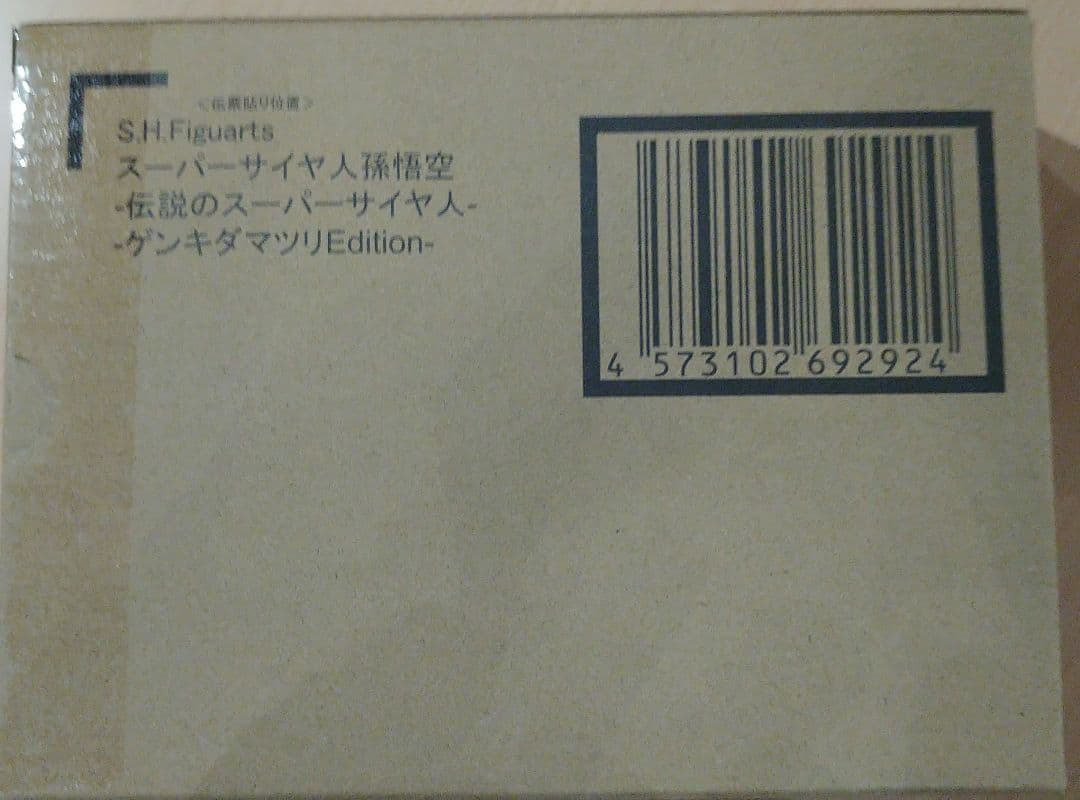 <伝票貼り位置>
S.H.Figuarts
スーパーサイヤ人孫悟空
-伝説のスーパーサイヤ人-
-ゲンキダマツリEdition-
4 573102 692924